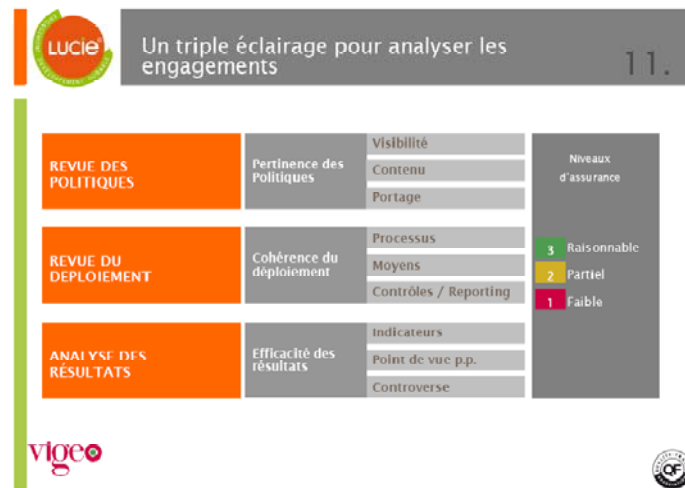 LUCIE
Un triple éclairage pour analyser les
engagements
11.
REVUE DES
POLITIQUES
Pertinence des
Politiques
Visibilité
Contenu
Portage
REVUE DU
DEPLOIEMENT
Cohérence du
déploiement
Processus
Moyens
Contrôles / Reporting
ANALYSE DES
RÉSULTATS
Efficacité des
résultats
Indicateurs
Point de vue p.p.
Controverse
Niveaux
d'assurance
3 Raisonnable
2 Partiel
1 Faible
vigeo